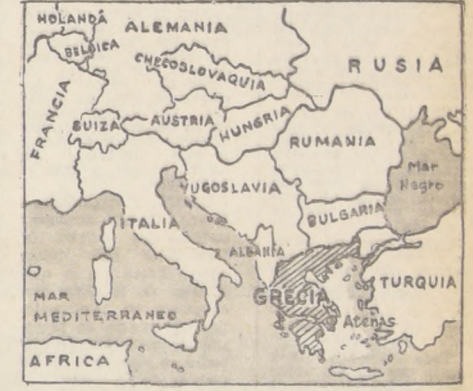 HOLANDA
ALEMANIA
BELGICA
CHECOSLOVAQUIA
RUSIA
FRANCIA
SUIZA
AUSTRIA
HUNGRIA
RUMANIA
Mar
Negro
YUGOSLAVIA
BULGARIA
ITALIA
ALBANIA
GRECIA
TURQUIA
MAR
MEDITERRANEO
Atenas
AFRICA